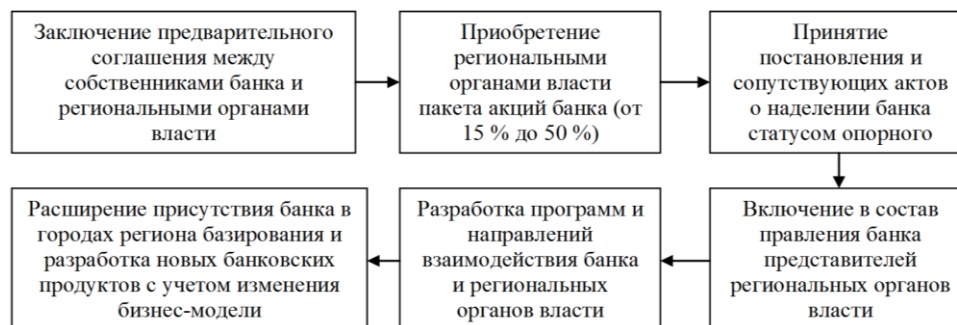 Заключение предварительного
соглашения между
собственниками банка и
региональными органами
власти
Приобретение
региональными
органами власти
пакета акций банка (от
15 % до 50 %)
Принятие
постановления и
сопутствующих актов
о наделении банка
статусом опорного
Включение в состав
правления банка
представителей
региональных органов
власти
Разработка программ и
направлений
взаимодействия банка
и региональных
органов власти
Расширение присутствия банка в
городах региона базирования и
разработка новых банковских
продуктов с учетом изменения
бизнес-модели